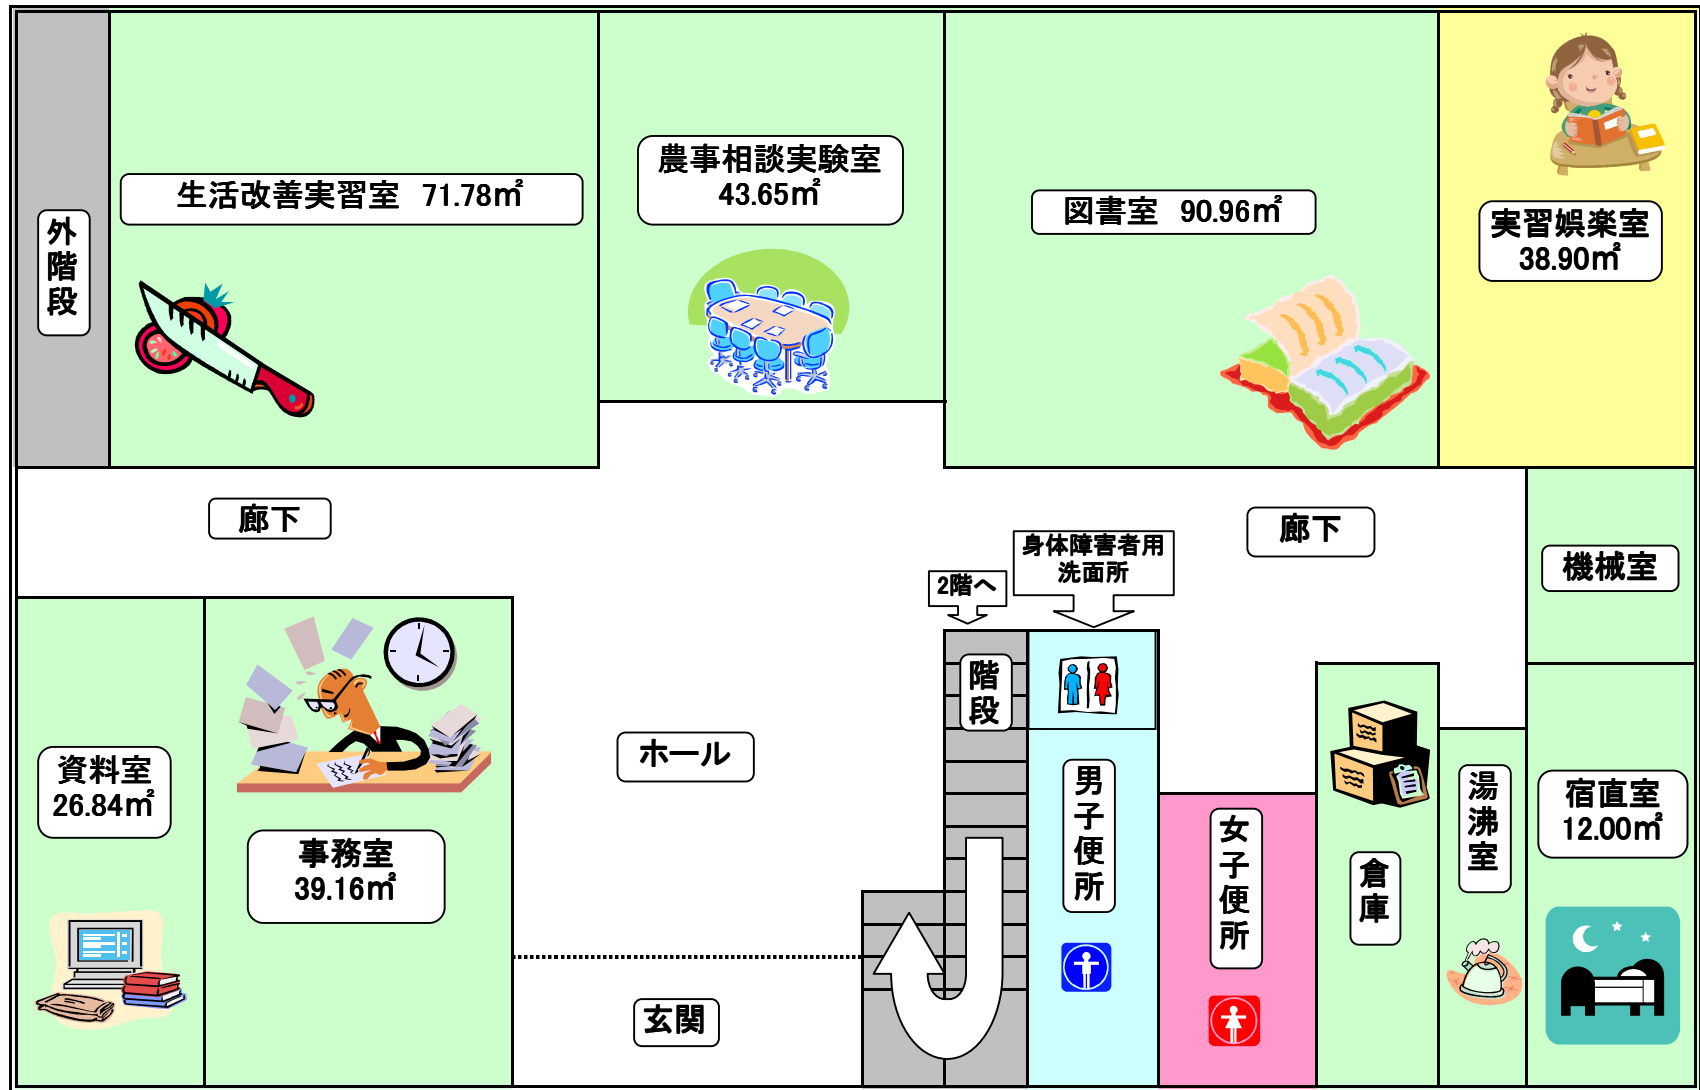 外階段
生活改善実習室　71.78㎡
農事相談実験室
43.65㎡
図書室　90.96㎡
実習娯楽室
38.90㎡
廊下
廊下
身体障害者用
洗面所
2階へ
機械室
階段
資料室
26.84㎡
事務室
39.16㎡
ホール
男子便所
女子便所
倉庫
湯沸室
宿直室
12.00㎡
玄関